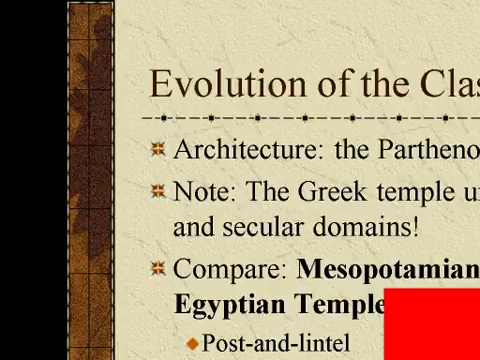 Evolution of the Clas
Architecture: the Partheno
Note: The Greek temple u
and secular domains!
Compare: Mesopotamian
Egyptian Temple
Post-and-lintel